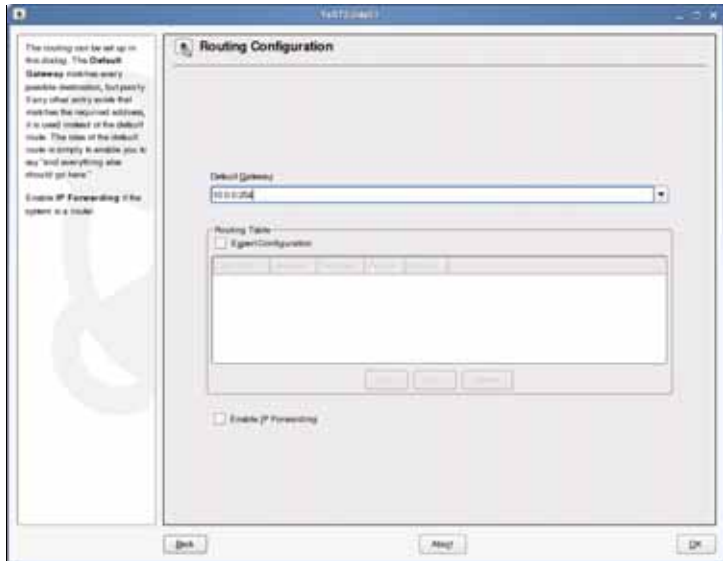 Routing Configuration
The routing can be set up in
this dialog. The Default
Gateway matches every
possible destination, but poorly.
If any other entry exists that
matches the required address,
it is used instead of the default
route. The idea of the default
route is simply to enable you to
say "and everything else
should go here."
Enable IP Forwarding if the
system is a router.
Default Gateway
10.0.0.254
Routing Table
Expert Configuration
Enable IP Forwarding
Back
Abort
OK